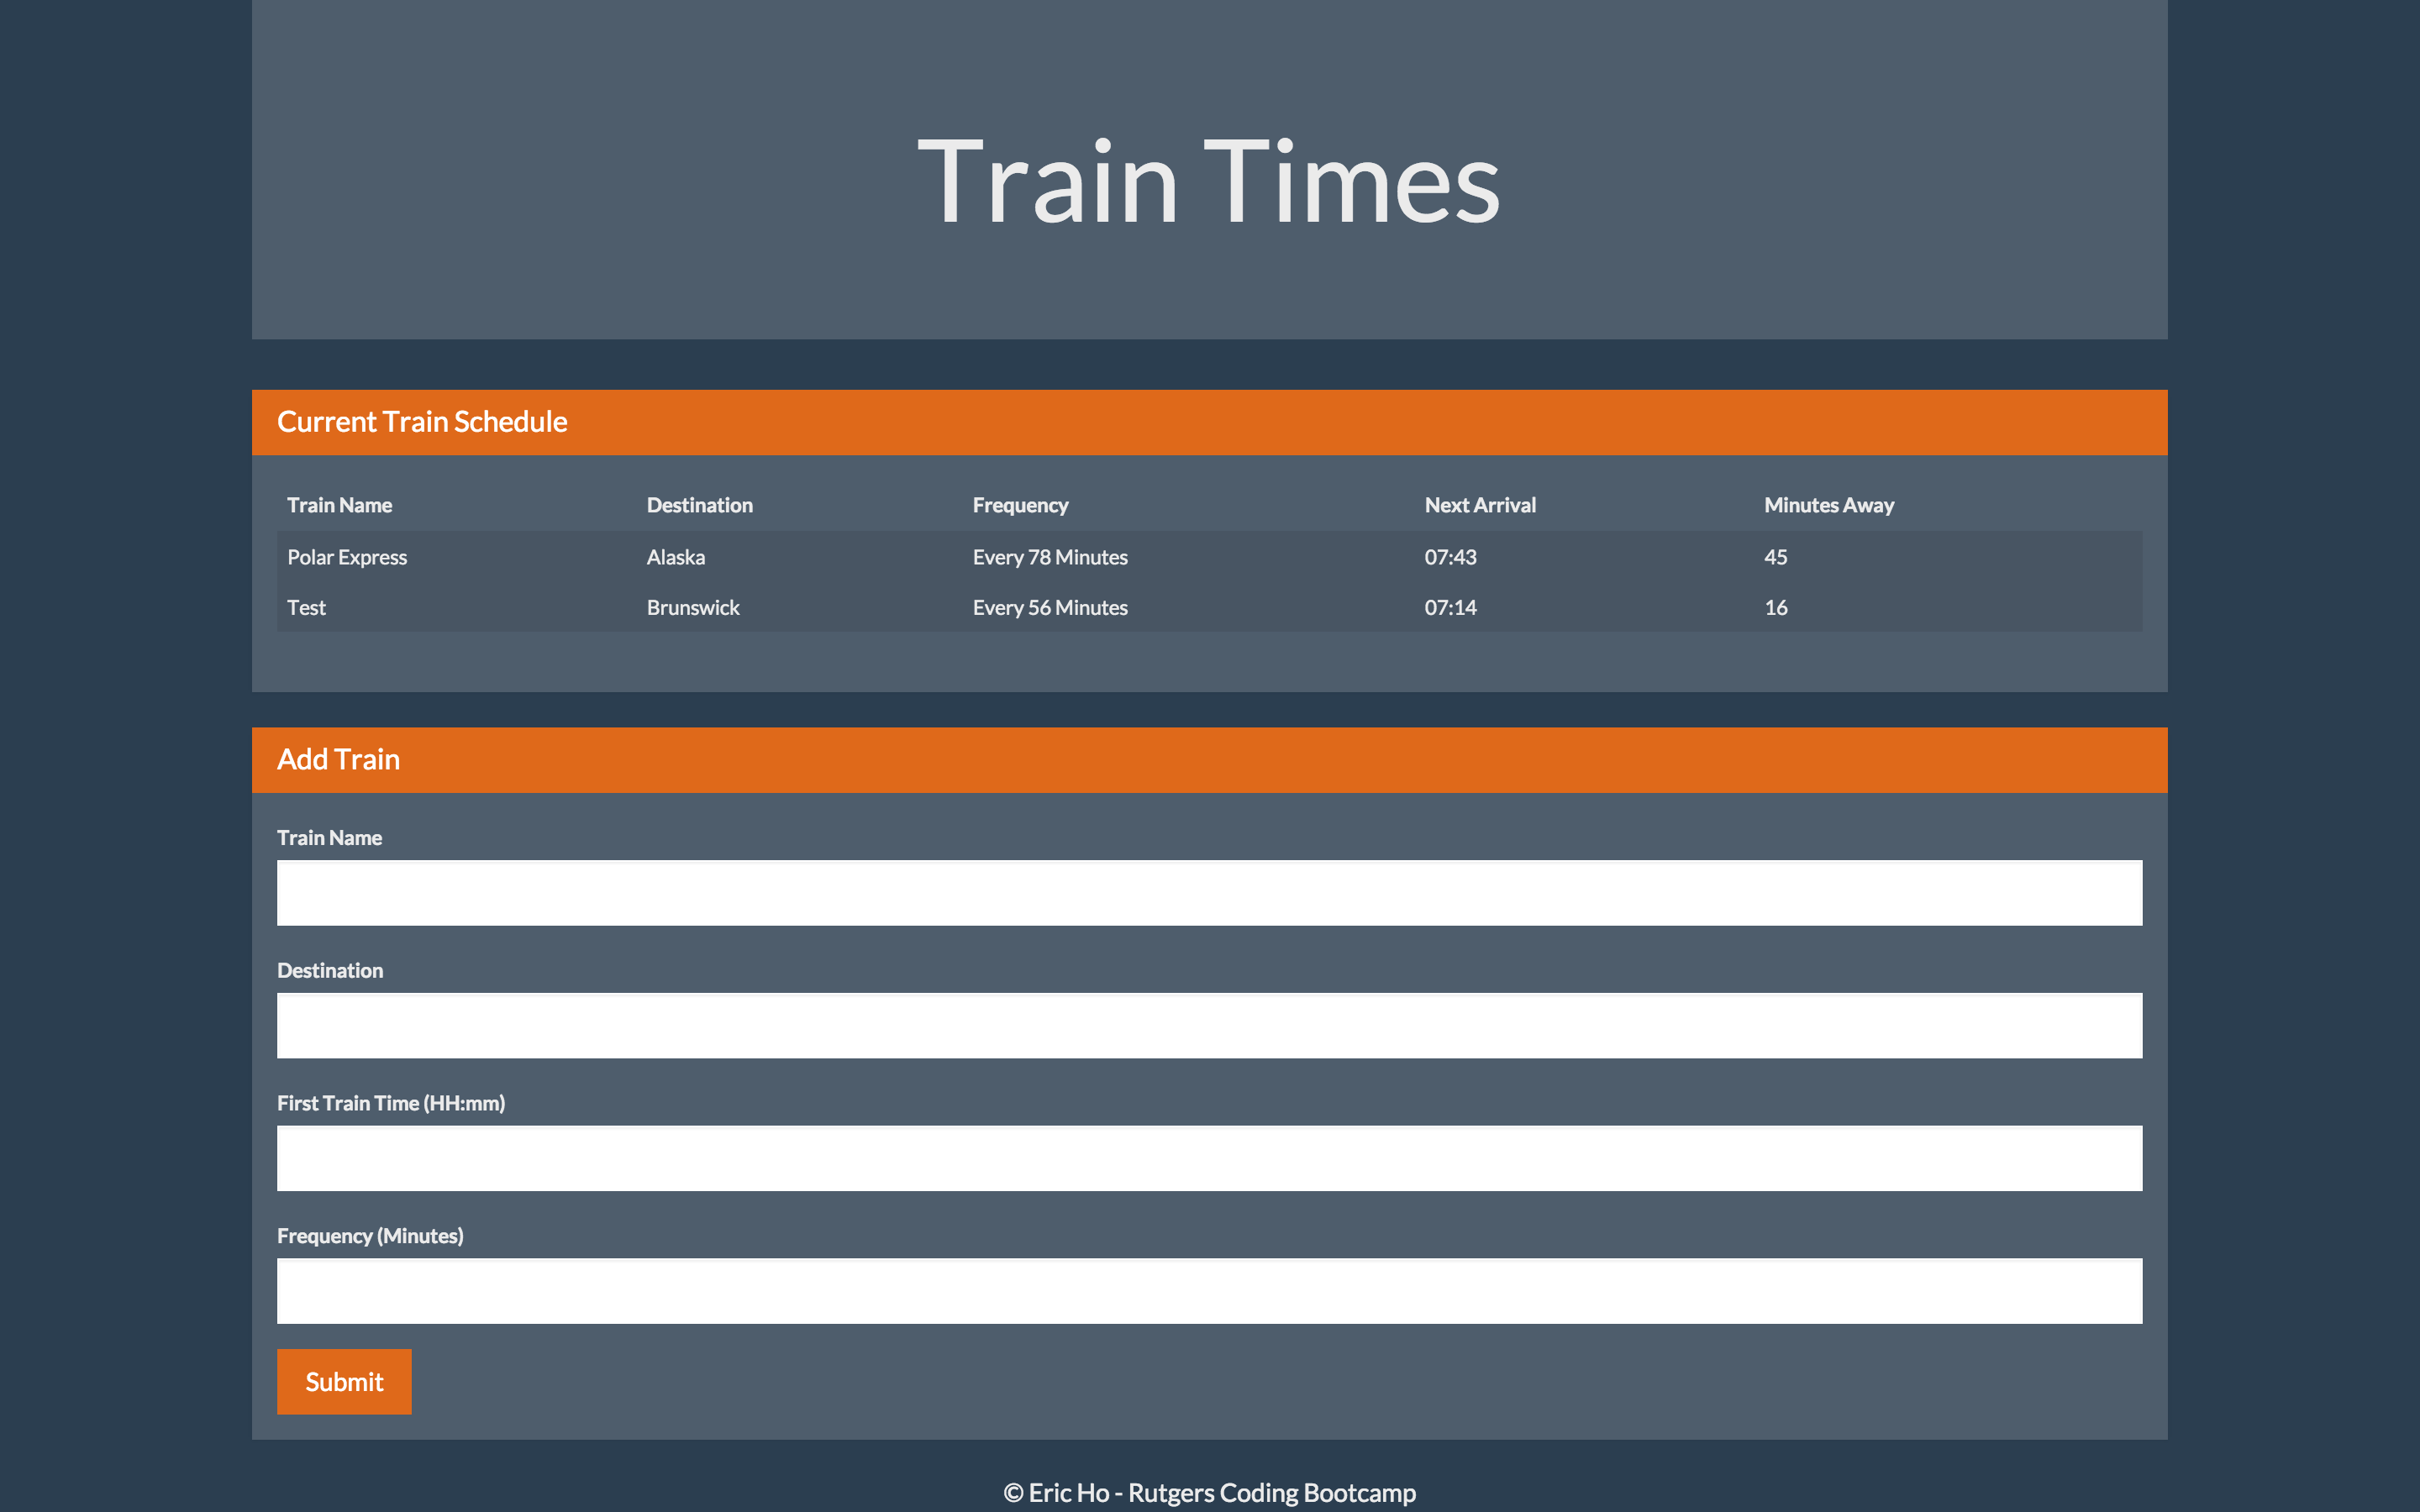 Train Times
Current Train Schedule
Train Name Destination Frequency Next Arrival Minutes Away
Polar Express Alaska Every 78 Minutes 07:43 45
Test Brunswick Every 56 Minutes 07:14 16
Add Train
Train Name
Destination
First Train Time (HH:mm)
Frequency (Minutes)
Submit
© Eric Ho - Rutgers Coding Bootcamp